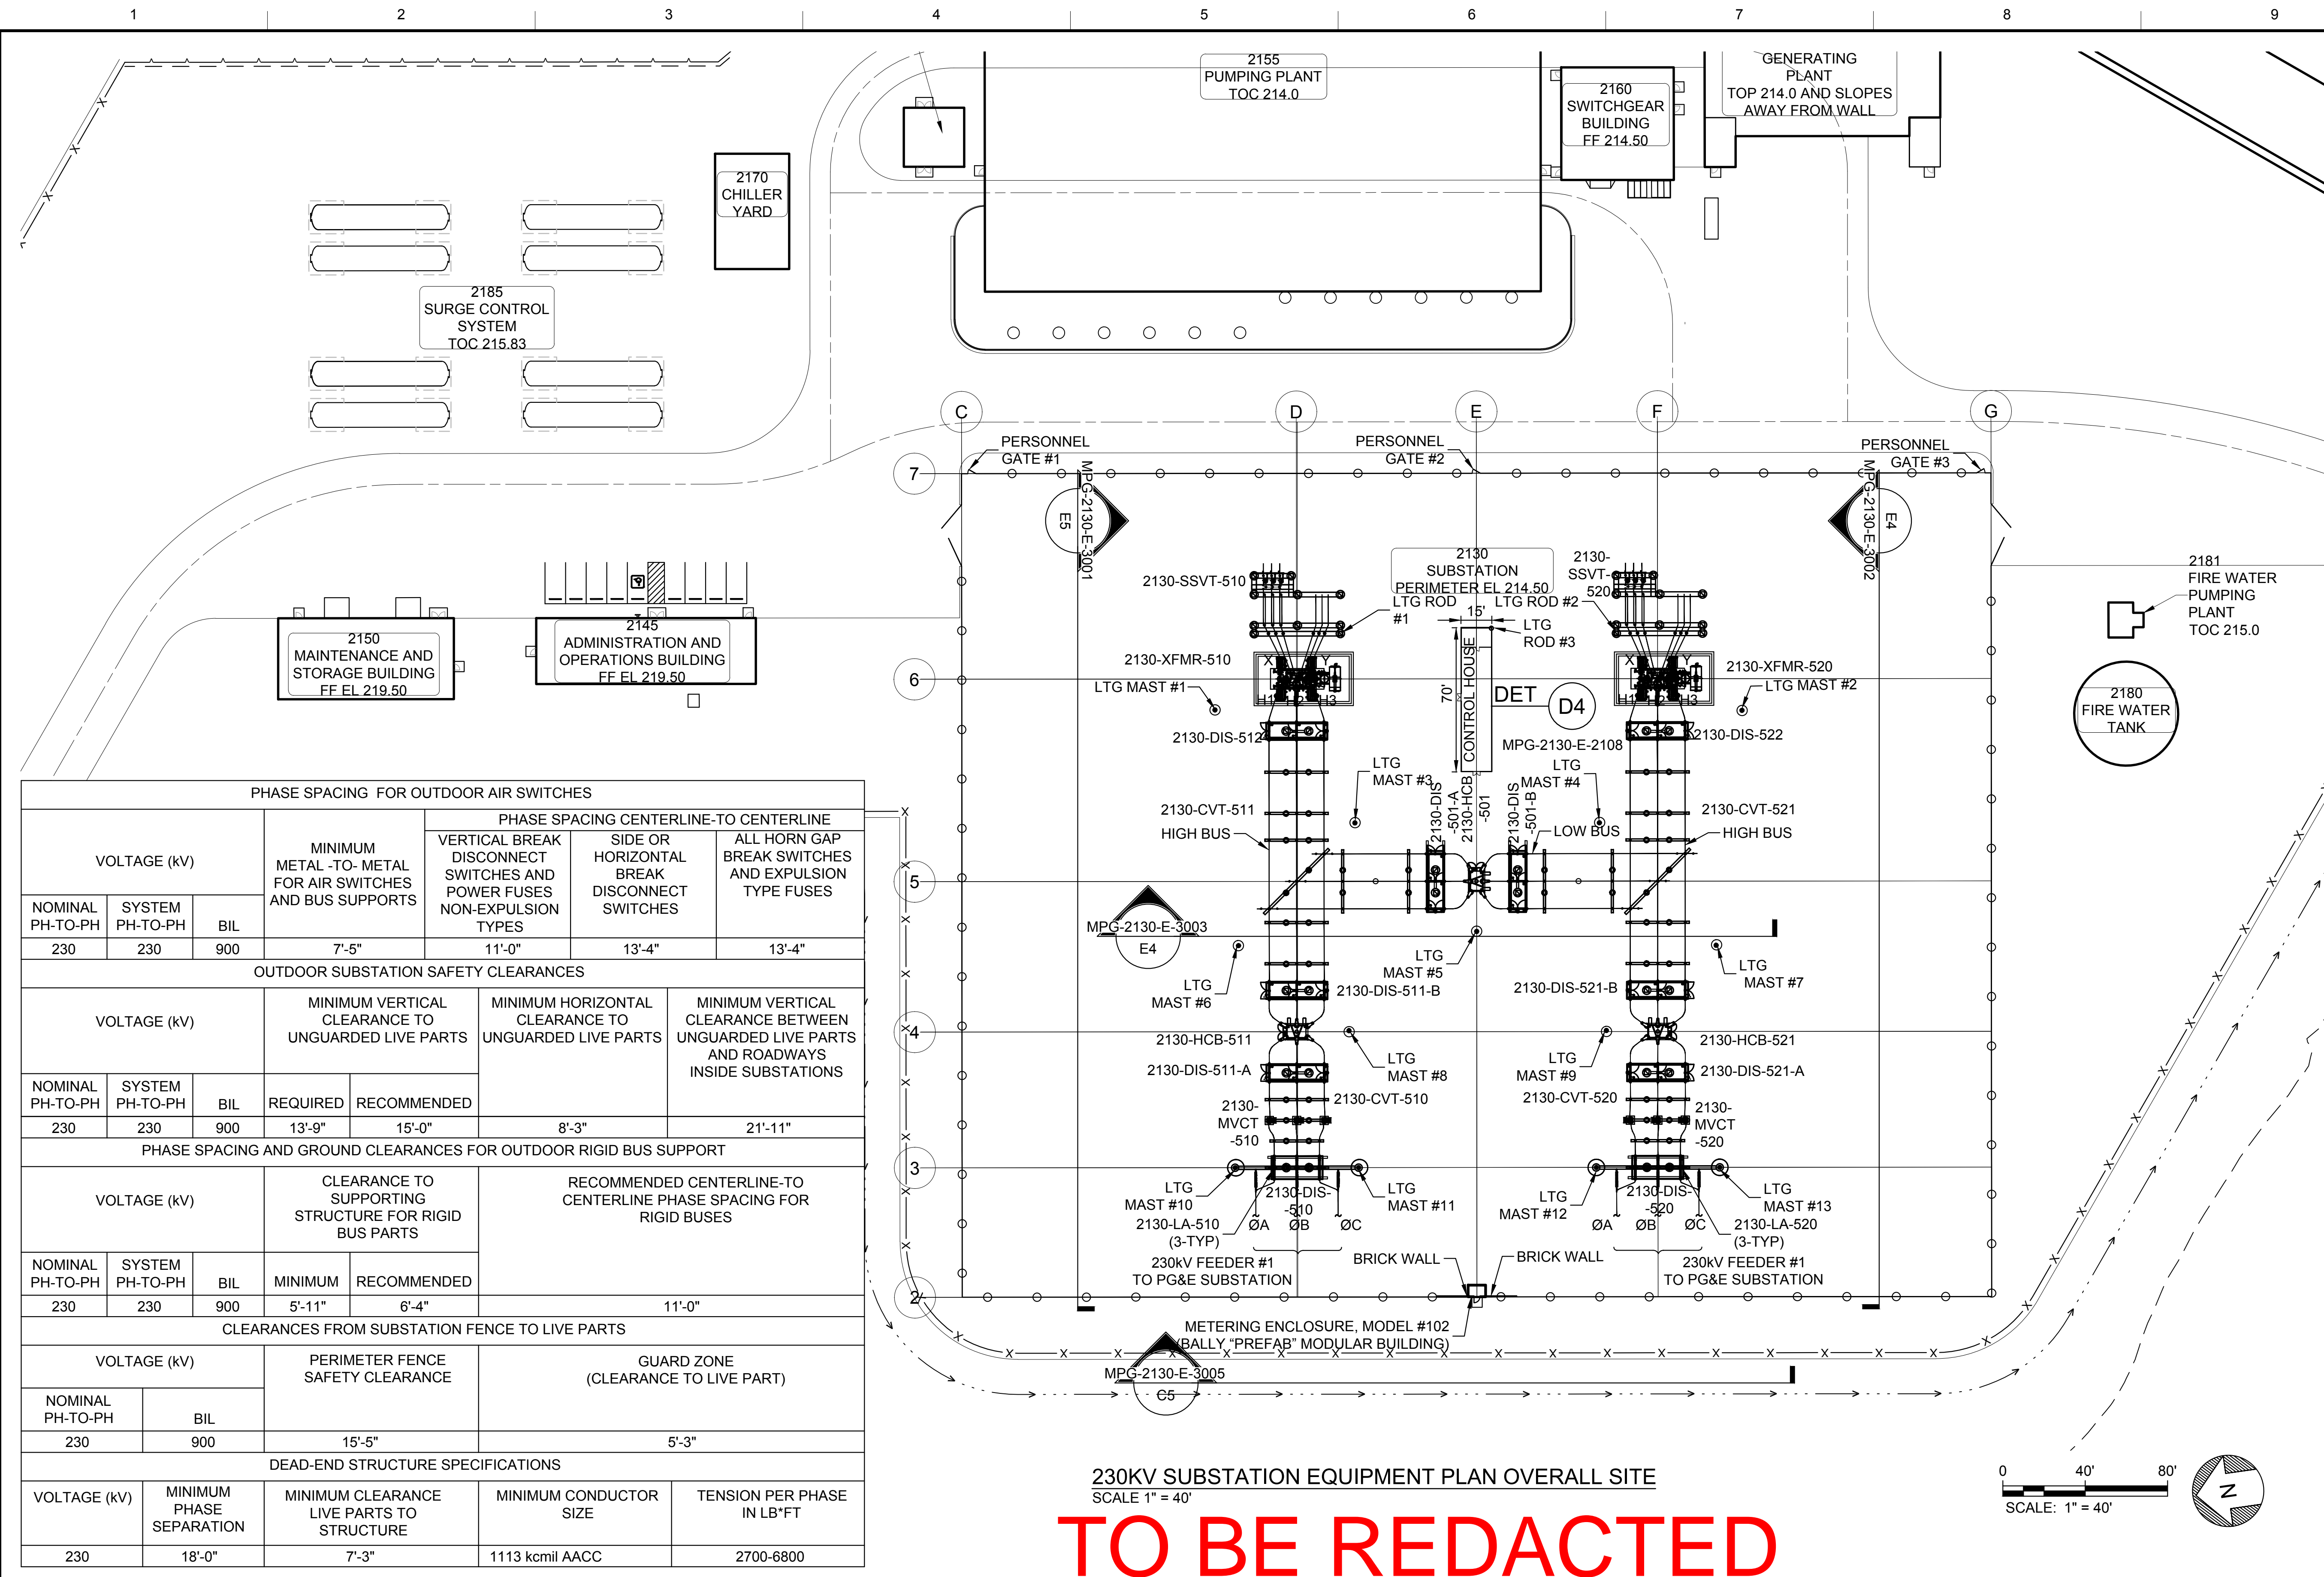 1 2 3 4 5 6 7 8 9
2155
PUMPING PLANT
TOC 214.0
2160
SWITCHGEAR
BUILDING
FF 214.50
GENERATING
PLANT
TOP 214.0 AND SLOPES
AWAY FROM WALL
2170
CHILLER
YARD
2185
SURGE CONTROL
SYSTEM
TOC 215.83
2150
MAINTENANCE AND
STORAGE BUILDING
FF EL 219.50
2145
ADMINISTRATION AND
OPERATIONS BUILDING
FF EL 219.50
C D E F G
7
6
5
4
3
2
PERSONNEL
GATE #1
PERSONNEL
GATE #2
PERSONNEL
GATE #3
E5
MPG-2130-E-3001
MPG-2130-E-3002
E4
2130
SUBSTATION
PERIMETER EL 214.50
2130-SSVT-510
2130-
SSVT-
520
LTG ROD
#1
LTG ROD #2
15'
LTG
ROD #3
70'
CONTROL HOUSE
2130-XFMR-510
X Y
H1 H2 H3
2130-XFMR-520
X Y
H1 H2 H3
LTG MAST #1
LTG MAST #2
DET
D4
MPG-2130-E-2108
2130-DIS-512
2130-DIS-522
LTG
MAST #3
LTG
MAST #4
2130-DIS
-501-A
2130-HCB
-501
2130-DIS
-501-B
2130-CVT-511
HIGH BUS
LOW BUS
2130-CVT-521
HIGH BUS
MPG-2130-E-3003
E4
LTG
MAST #5
LTG
MAST #6
LTG
MAST #7
2130-DIS-511-B
2130-DIS-521-B
2130-HCB-511
2130-HCB-521
LTG
MAST #8
LTG
MAST #9
2130-DIS-511-A
2130-DIS-521-A
2130-CVT-510
2130-CVT-520
2130-
MVCT
-510
2130-
MVCT
-520
LTG
MAST #10
LTG
MAST #11
LTG
MAST #12
LTG
MAST #13
2130-DIS-
-510
2130-DIS-
-520
2130-LA-510
(3-TYP)
2130-LA-520
(3-TYP)
ØA ØB ØC
ØA ØB ØC
230kV FEEDER #1
TO PG&E SUBSTATION
230kV FEEDER #1
TO PG&E SUBSTATION
BRICK WALL
BRICK WALL
METERING ENCLOSURE, MODEL #102
(BALLY "PREFAB" MODULAR BUILDING)
MPG-2130-E-3005
C5
2181
FIRE WATER
PUMPING
PLANT
TOC 215.0
2180
FIRE WATER
TANK
PHASE SPACING FOR OUTDOOR AIR SWITCHES
VOLTAGE (kV)
MINIMUM
METAL -TO- METAL
FOR AIR SWITCHES
AND BUS SUPPORTS
PHASE SPACING CENTERLINE-TO CENTERLINE
VERTICAL BREAK
DISCONNECT
SWITCHES AND
POWER FUSES
NON-EXPULSION
TYPES
SIDE OR
HORIZONTAL
BREAK
DISCONNECT
SWITCHES
ALL HORN GAP
BREAK SWITCHES
AND EXPULSION
TYPE FUSES
NOMINAL
PH-TO-PH
SYSTEM
PH-TO-PH
BIL
230 230 900 7'-5" 11'-0" 13'-4" 13'-4"
OUTDOOR SUBSTATION SAFETY CLEARANCES
VOLTAGE (kV)
MINIMUM VERTICAL
CLEARANCE TO
UNGUARDED LIVE PARTS
MINIMUM HORIZONTAL
CLEARANCE TO
UNGUARDED LIVE PARTS
MINIMUM VERTICAL
CLEARANCE BETWEEN
UNGUARDED LIVE PARTS
AND ROADWAYS
INSIDE SUBSTATIONS
NOMINAL
PH-TO-PH
SYSTEM
PH-TO-PH
BIL
REQUIRED
RECOMMENDED
230 230 900 13'-9" 15'-0" 8'-3" 21'-11"
PHASE SPACING AND GROUND CLEARANCES FOR OUTDOOR RIGID BUS SUPPORT
VOLTAGE (kV)
CLEARANCE TO
SUPPORTING
STRUCTURE FOR RIGID
BUS PARTS
RECOMMENDED CENTERLINE-TO
CENTERLINE PHASE SPACING FOR
RIGID BUSES
NOMINAL
PH-TO-PH
SYSTEM
PH-TO-PH
BIL
MINIMUM
RECOMMENDED
230 230 900 5'-11" 6'-4" 11'-0"
CLEARANCES FROM SUBSTATION FENCE TO LIVE PARTS
VOLTAGE (kV)
PERIMETER FENCE
SAFETY CLEARANCE
GUARD ZONE
(CLEARANCE TO LIVE PART)
NOMINAL
PH-TO-PH
BIL
230 900 15'-5" 5'-3"
DEAD-END STRUCTURE SPECIFICATIONS
VOLTAGE (kV)
MINIMUM
PHASE
SEPARATION
MINIMUM CLEARANCE
LIVE PARTS TO
STRUCTURE
MINIMUM CONDUCTOR
SIZE
TENSION PER PHASE
IN LB*FT
230 18'-0" 7'-3" 1113 kcmil AACC 2700-6800
230KV SUBSTATION EQUIPMENT PLAN OVERALL SITE
SCALE 1" = 40'
0 40' 80'
SCALE: 1" = 40'
N
TO BE REDACTED